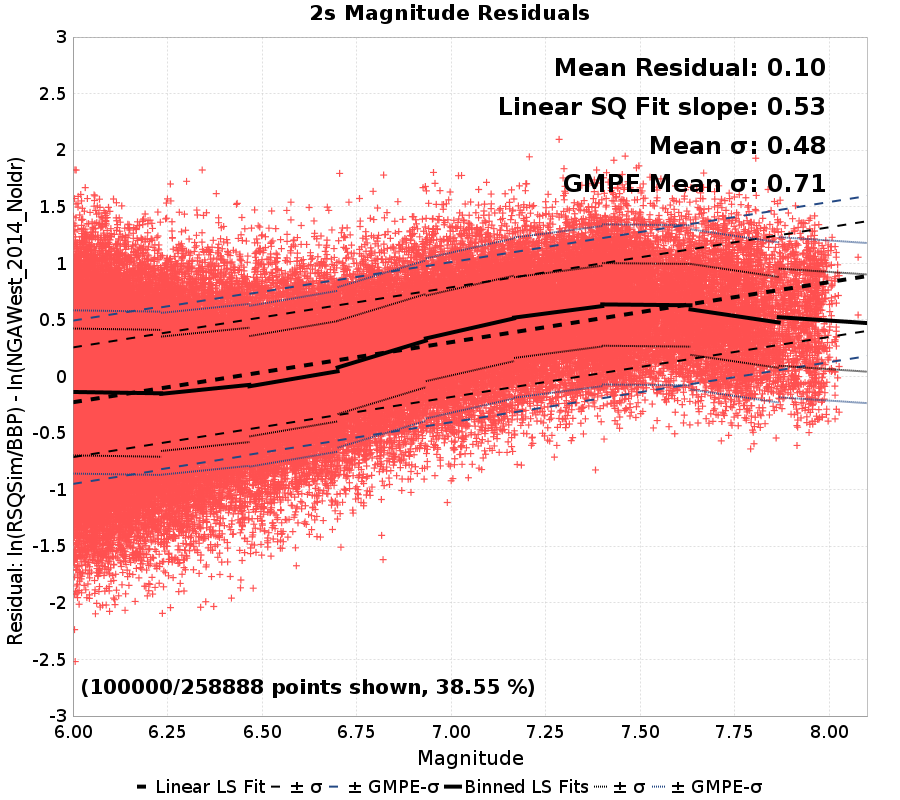 2s Magnitude Residuals
Mean Residual: 0.10
Linear SQ Fit slope: 0.53
Mean σ: 0.48
GMPE Mean σ: 0.71
Residual: ln(RSQSim/BBP) - ln(NGAWest_2014_NoIdr)
3
2.5
2
1.5
1
0.5
0
-0.5
-1
-1.5
-2
-2.5
-3
(100000/258888 points shown, 38.55 %)
6.00 6.25 6.50 6.75 7.00 7.25 7.50 7.75 8.00
Magnitude
Linear LS Fit ± σ ± GMPE-σ Binned LS Fits ± σ ± GMPE-σ